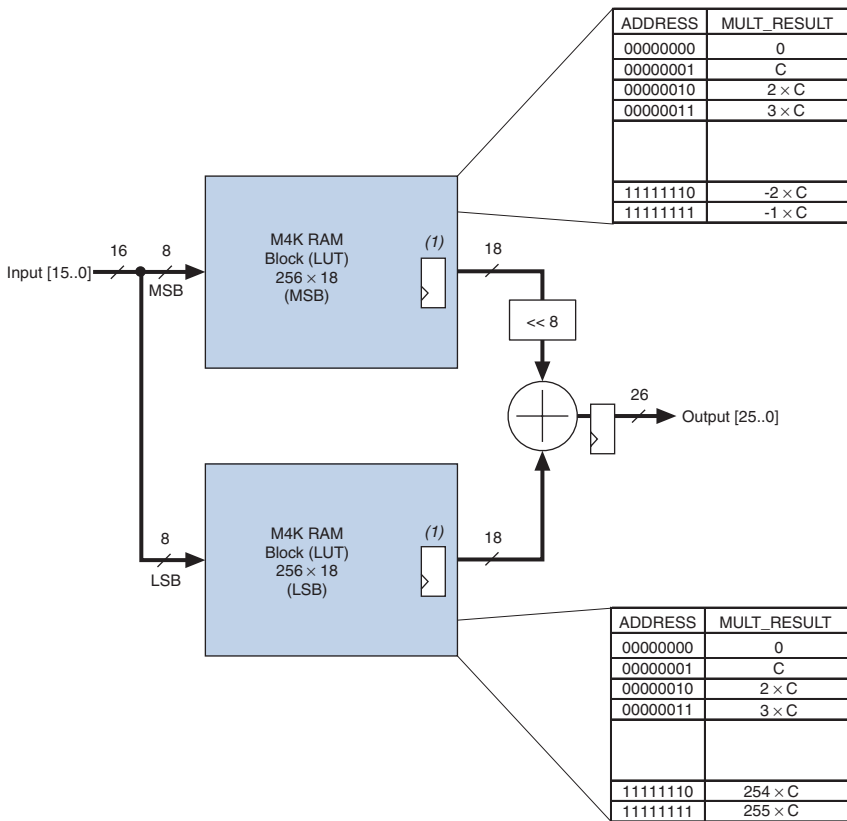 ADDRESS MULT_RESULT
00000000 0
00000001 C
00000010 2 × C
00000011 3 × C
11111110 -2 × C
11111111 -1 × C
M4K RAM
Block (LUT)
256 × 18
(MSB)
(1)
Input [15..0]
16
8
MSB
18
<< 8
26
Output [25..0]
M4K RAM
Block (LUT)
256 × 18
(LSB)
(1)
8
LSB
18
ADDRESS MULT_RESULT
00000000 0
00000001 C
00000010 2 × C
00000011 3 × C
11111110 254 × C
11111111 255 × C